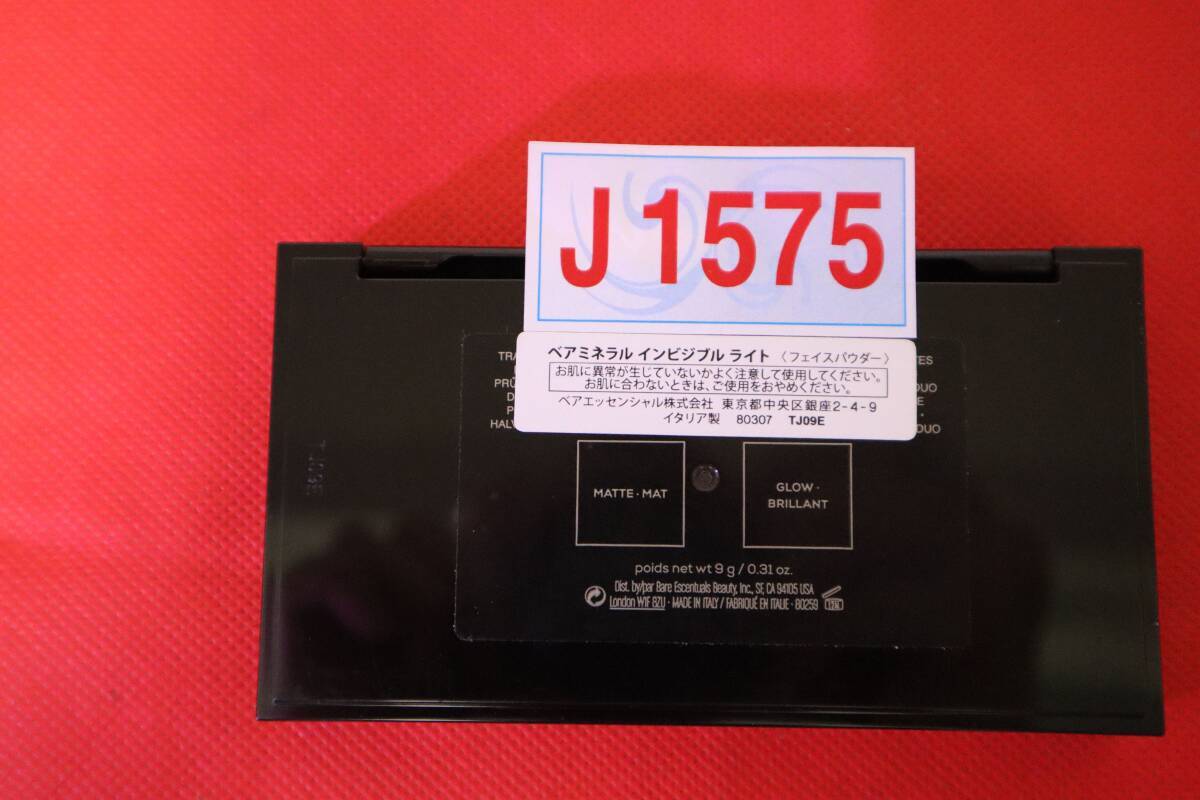 J 1575
ベアミネラル インビジブル ライト 〈フェイスパウダー〉
お肌に異常が生じていないかよく注意して使用してください。
お肌に合わないときは、ご使用をおやめください。
ベアエッセンシャル株式会社 東京都中央区銀座2-4-9
イタリア製 80307 TJ09E
MATTE · MAT
GLOW ·
BRILLANT
poids net wt 9 g / 0.31 oz.
Dist. by/par Bare Escentuals Beauty, Inc., SF, CA 94105 USA
London W1F 8ZU · MADE IN ITALY / FABRIQUÉ EN ITALIE · 80259 12M